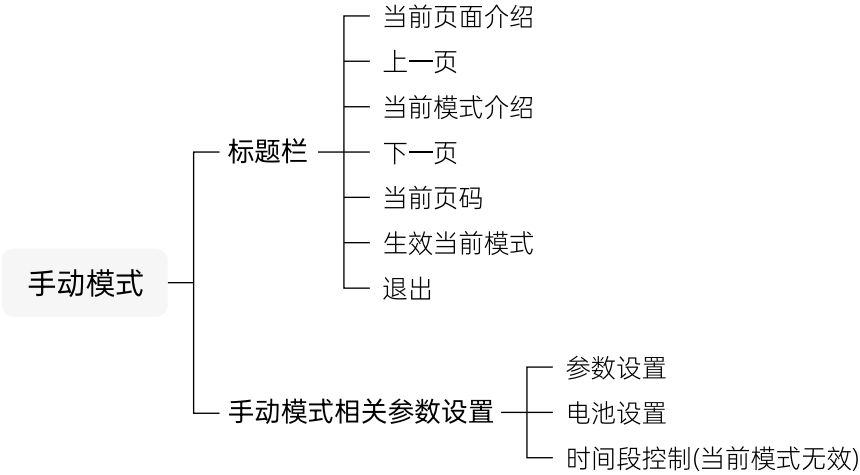 手动模式
标题栏
当前页面介绍
上一页
当前模式介绍
下一页
当前页码
生效当前模式
退出
手动模式相关参数设置
参数设置
电池设置
时间段控制(当前模式无效)